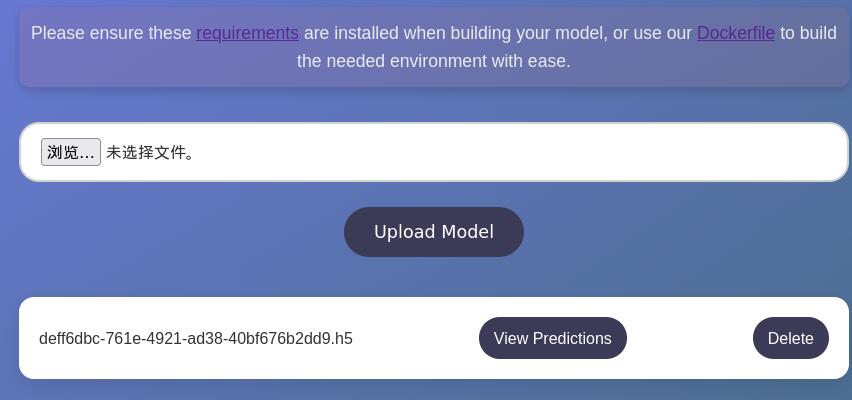 Please ensure these requirements are installed when building your model, or use our Dockerfile to build
the needed environment with ease.
浏览… 未选择文件。
Upload Model
deff6dbc-761e-4921-ad38-40bf676b2dd9.h5 View Predictions Delete